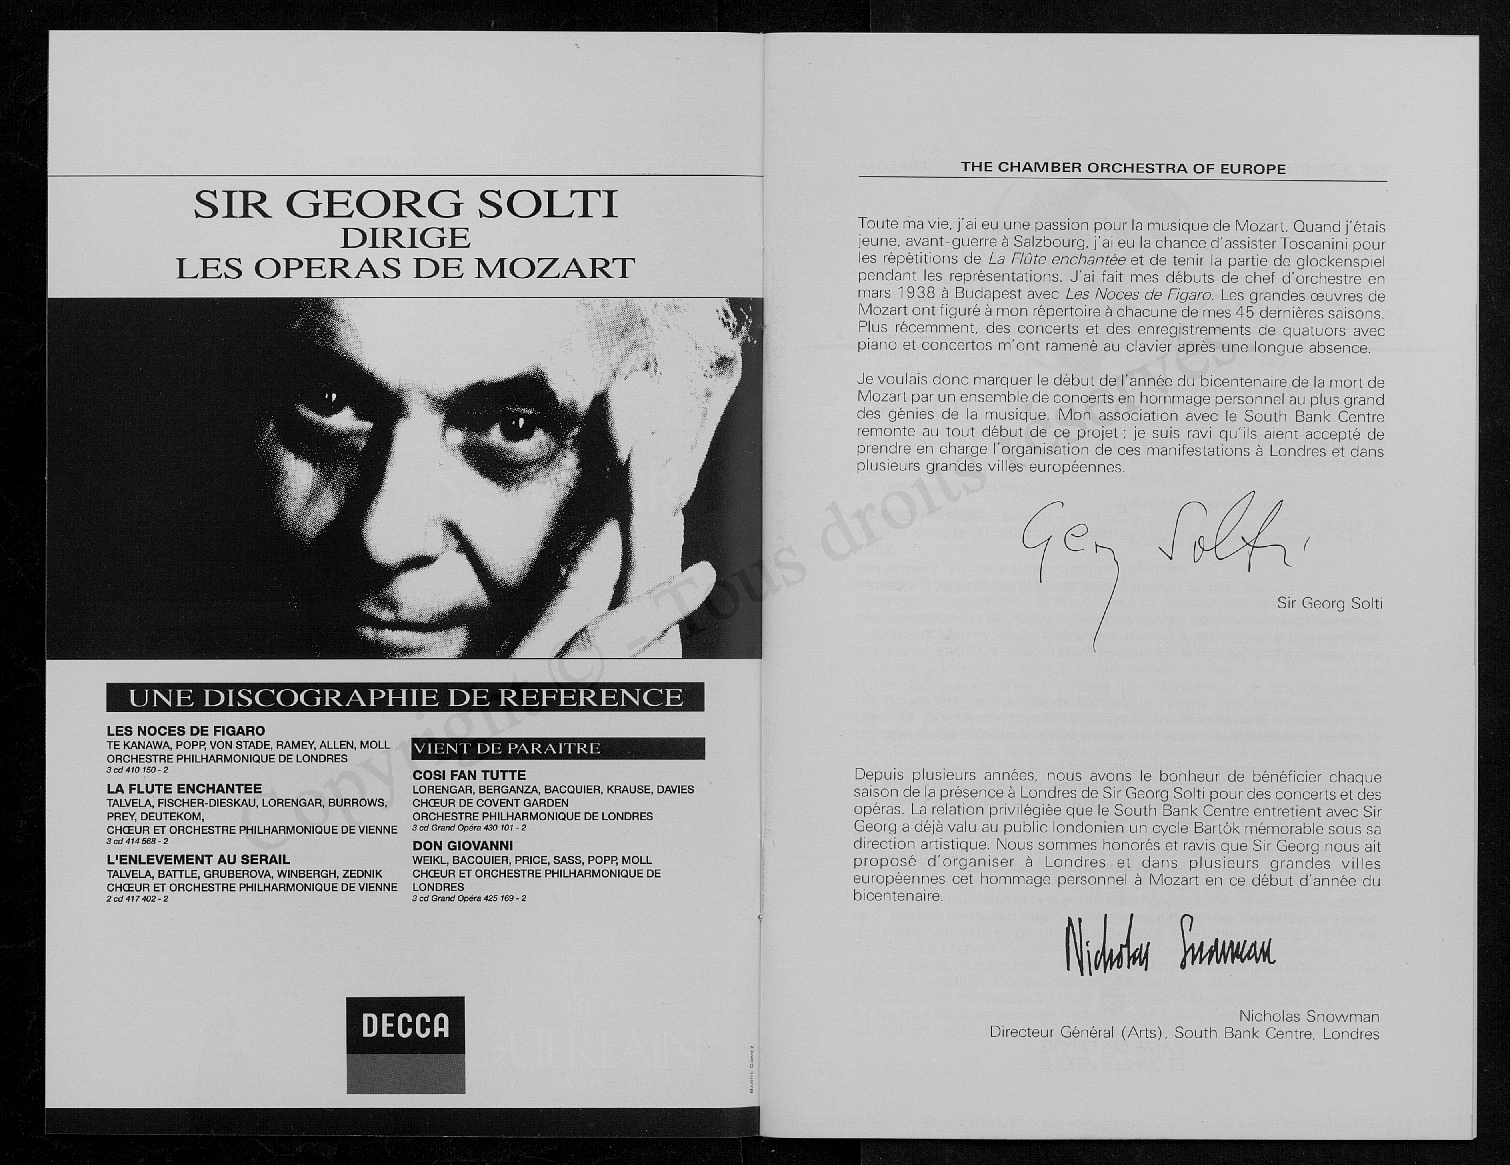 SIR GEORG SOLTI
DIRIGE
LES OPERAS DE MOZART
UNE DISCOGRAPHIE DE REFERENCE
LES NOCES DE FIGARO
TE KANAWA, POPP, VON STADE, RAMEY, ALLEN, MOLL
ORCHESTRE PHILHARMONIQUE DE LONDRES
3 cd 410 150 - 2
LA FLUTE ENCHANTEE
TALVELA, FISCHER-DIESKAU, LORENGAR, BURROWS,
PREY, DEUTEKOM,
CHŒUR ET ORCHESTRE PHILHARMONIQUE DE VIENNE
3 cd 414 568 - 2
L'ENLEVEMENT AU SERAIL
TALVELA, BATTLE, GRUBEROVA, WINBERGH, ZEDNIK
CHŒUR ET ORCHESTRE PHILHARMONIQUE DE VIENNE
2 cd 417 402 - 2
VIENT DE PARAITRE
COSI FAN TUTTE
LORENGAR, BERGANZA, BACQUIER, KRAUSE, DAVIES
CHŒUR DE COVENT GARDEN
ORCHESTRE PHILHARMONIQUE DE LONDRES
3 cd Grand Opéra 430 101 - 2
DON GIOVANNI
WEIKL, BACQUIER, PRICE, SASS, POPP, MOLL
CHŒUR ET ORCHESTRE PHILHARMONIQUE DE
LONDRES
3 cd Grand Opéra 425 169 - 2
DECCA
THE CHAMBER ORCHESTRA OF EUROPE
Toute ma vie, j'ai eu une passion pour la musique de Mozart. Quand j'étais
jeune, avant-guerre à Salzbourg, j'ai eu la chance d'assister Toscanini pour
les répétitions de La Flûte enchantée et de tenir la partie de glockenspiel
pendant les représentations. J'ai fait mes débuts de chef d'orchestre en
mars 1938 à Budapest avec Les Noces de Figaro. Les grandes œuvres de
Mozart ont figuré à mon répertoire à chacune de mes 45 dernières saisons.
Plus récemment, des concerts et des enregistrements de quatuors avec
piano et concertos m'ont ramené au clavier après une longue absence.
Je voulais donc marquer le début de l'année du bicentenaire de la mort de
Mozart par un ensemble de concerts en hommage personnel au plus grand
des génies de la musique. Mon association avec le South Bank Centre
remonte au tout début de ce projet ; je suis ravi qu'ils aient accepté de
prendre en charge l'organisation de ces manifestations à Londres et dans
plusieurs grandes villes européennes.
Georg Solti
Sir Georg Solti
Depuis plusieurs années, nous avons le bonheur de bénéficier chaque
saison de la présence à Londres de Sir Georg Solti pour des concerts et des
opéras. La relation privilégiée que le South Bank Centre entretient avec Sir
Georg a déjà valu au public londonien un cycle Bartók mémorable sous sa
direction artistique. Nous sommes honorés et ravis que Sir Georg nous ait
proposé d'organiser à Londres et dans plusieurs grandes villes
européennes cet hommage personnel à Mozart en ce début d'année du
bicentenaire.
Nicholas Snowman
Nicholas Snowman
Directeur Général (Arts), South Bank Centre, Londres
Copyright © - Tous droits réservés